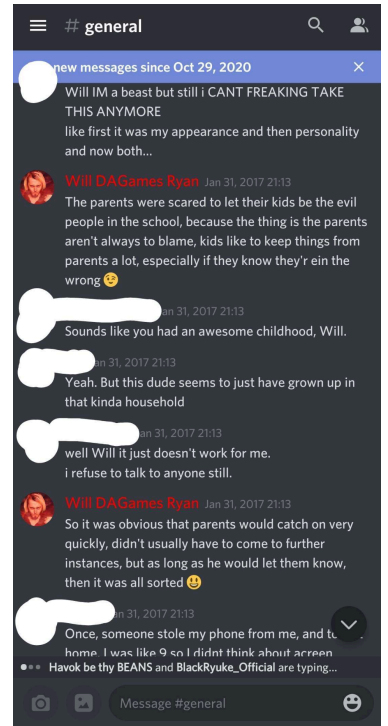 # general
new messages since Oct 29, 2020
Will IM a beast but still i CANT FREAKING TAKE
THIS ANYMORE
like first it was my appearance and then personality
and now both...
Will DAGames Ryan Jan 31, 2017 21:13
The parents were scared to let their kids be the evil
people in the school, because the thing is the parents
aren't always to blame, kids like to keep things from
parents a lot, especially if they know they'r ein the
wrong 😉
an 31, 2017 21:13
Sounds like you had an awesome childhood, Will.
an 31, 2017 21:13
Yeah. But this dude seems to just have grown up in
that kinda household
an 31, 2017 21:13
well Will it just doesn't work for me.
i refuse to talk to anyone still.
Will DAGames Ryan Jan 31, 2017 21:13
So it was obvious that parents would catch on very
quickly, didn't usually have to come to further
instances, but as long as he would let them know,
then it was all sorted 😃
n 31, 2017 21:13
Once, someone stole my phone from me, and
home. I was like 9 so I didnt think about acreen
Havok be thy BEANS and BlackRyuke_Official are typing...
Message #general